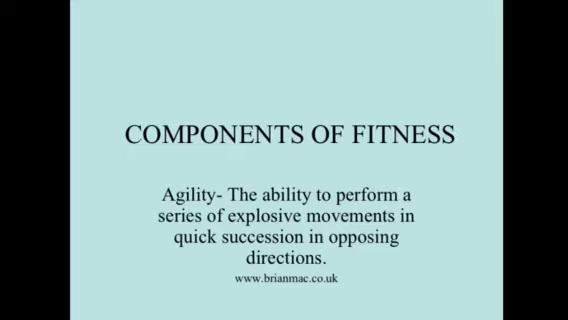 COMPONENTS OF FITNESS
Agility- The ability to perform a
series of explosive movements in
quick succession in opposing
directions.
www.brianmac.co.uk